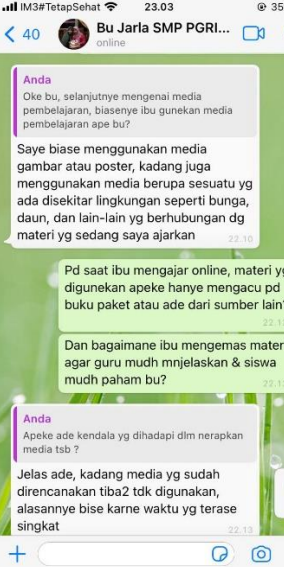 IM3#TetapSehat 23.03 35
40 Bu Jarla SMP PGRI...
online
Anda
Oke bu, selanjutnye mengenai media
pembelajaran, biasenye ibu gunekan media
pembelajaran ape bu?
Saye biase menggunakan media
gambar atau poster, kadang juga
menggunakan media berupa sesuatu yg
ada disekitar lingkungan seperti bunga,
daun, dan lain-lain yg berhubungan dg
materi yg sedang saya ajarkan
22.10
Pd saat ibu mengajar online, materi
digunekan apeke hanye mengacu pd
buku paket atau ade dari sumber lain
Dan bagaimane ibu mengemas
agar guru mudh mnjelaskan & siswa
mudh paham bu?
Anda
Apeke ade kendala yg dihadapi dlm nerapkan
media tsb ?
Jelas ade, kadang media yg sudah
direncanakan tiba2 tdk digunakan,
alasannye bise karne waktu yg terase
singkat
22.13